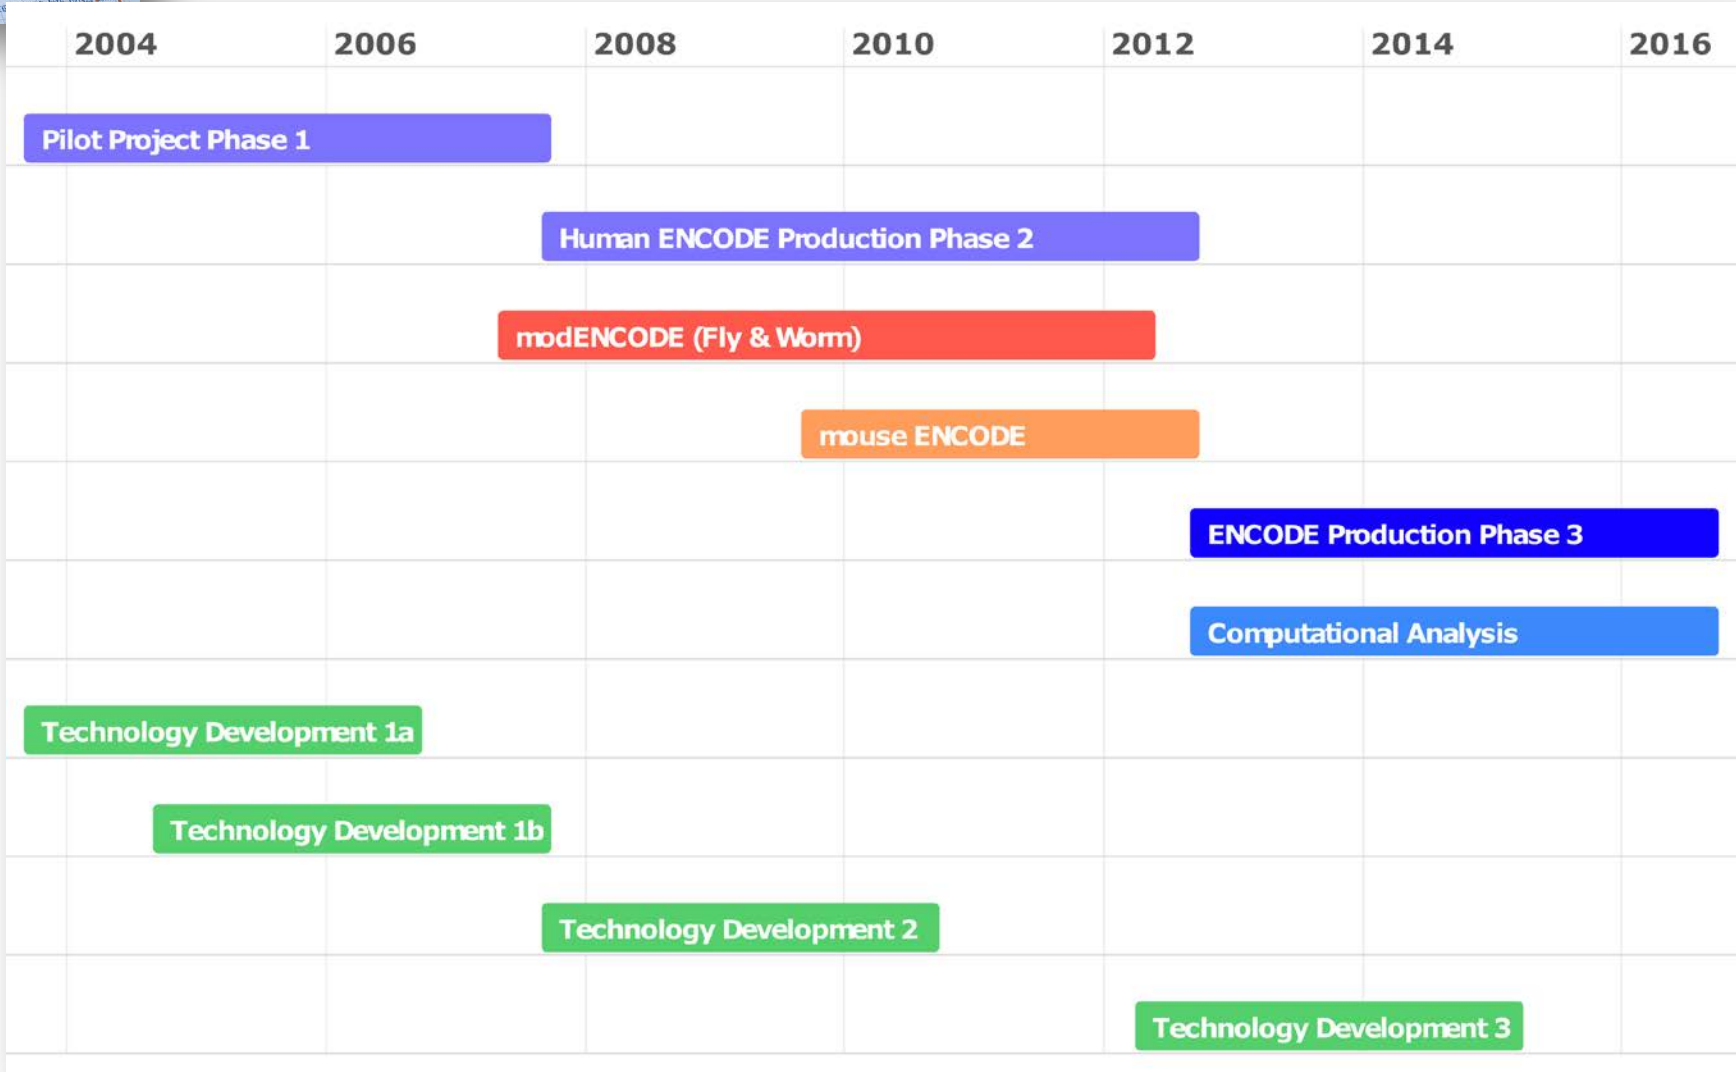 2004 2006 2008 2010 2012 2014 2016
Pilot Project Phase 1
Human ENCODE Production Phase 2
modENCODE (Fly & Worm)
mouse ENCODE
ENCODE Production Phase 3
Computational Analysis
Technology Development 1a
Technology Development 1b
Technology Development 2
Technology Development 3